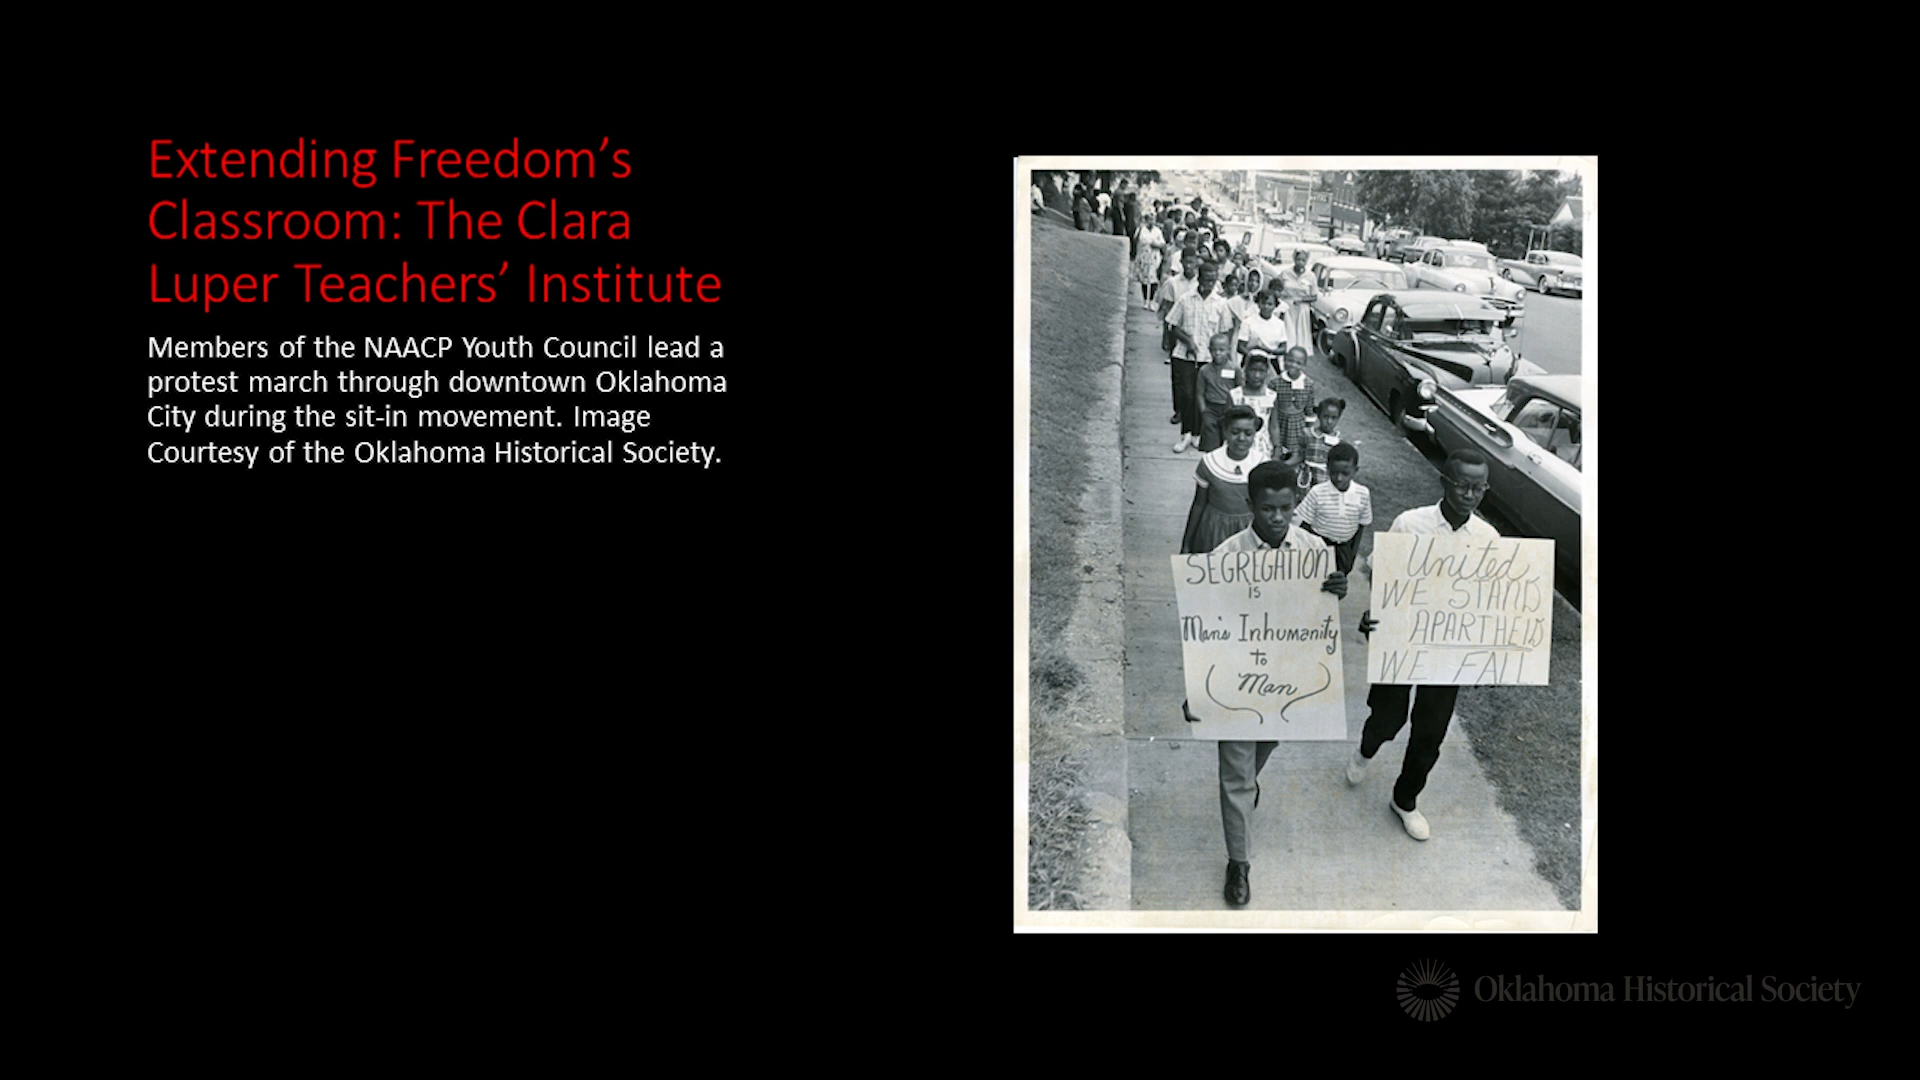 Extending Freedom’s
Classroom: The Clara
Luper Teachers’ Institute
Members of the NAACP Youth Council lead a
protest march through downtown Oklahoma
City during the sit-in movement. Image
Courtesy of the Oklahoma Historical Society.
SEGREGATION
is
Man's Inhumanity
to
(Man)
United
WE STAND
APARTHEID
WE FALL
Oklahoma Historical Society